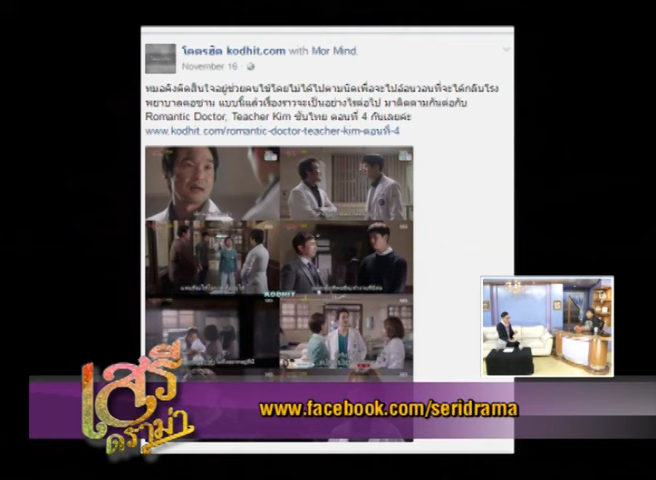 โคตรฮิต kodhit.com with Mor Mind.
November 16
หมอคังตัดสินใจอยู่ช่วยคนไข้โดยไม่ได้ไปตามนัดเพื่อจะไปอ้อนวอนที่จะได้กลับโรง
พยาบาลคอซาน แบบนี้แล้วเรื่องราวจะเป็นอย่างไรต่อไป มาติดตามกันต่อกับ
Romantic Doctor, Teacher Kim ซับไทย ตอนที่ 4 กันเลยค่ะ
www.kodhit.com/romantic-doctor-teacher-kim-ตอนที่-4
KODHIT
เสรี
ดราม่า
www.facebook.com/seridrama